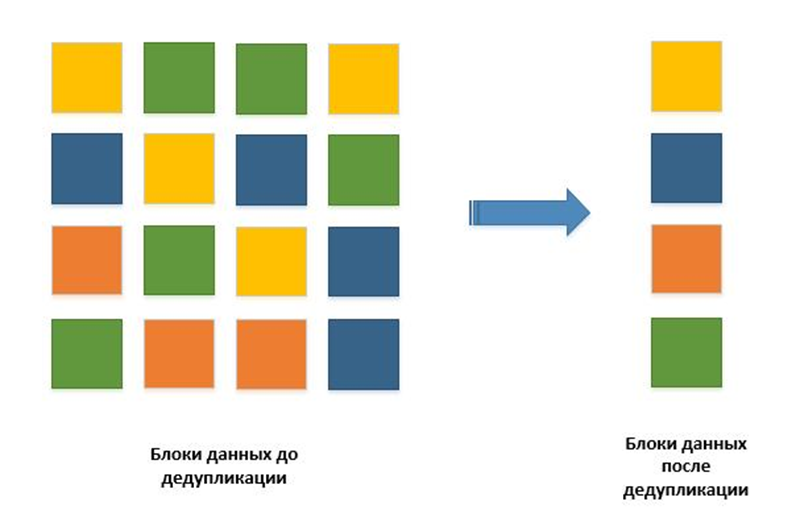 Блоки данных до
дедупликации
Блоки данных
после
дедупликации